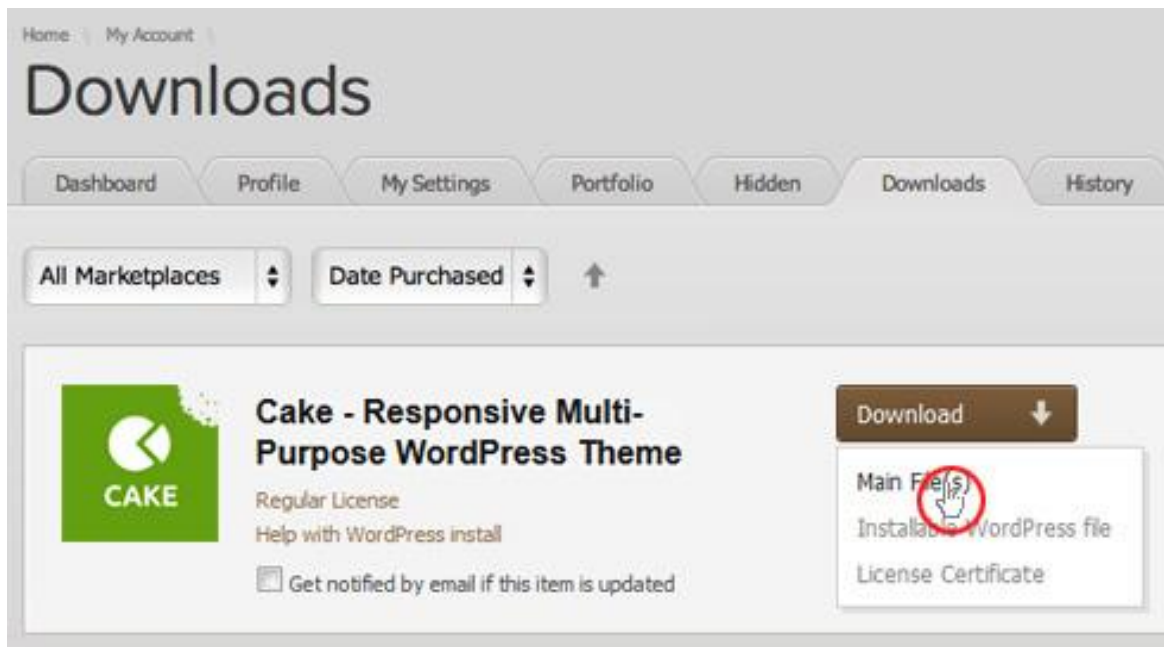 Home My Account
Downloads
Dashboard Profile My Settings Portfolio Hidden Downloads History
All Marketplaces Date Purchased
Cake - Responsive Multi-
Purpose WordPress Theme
CAKE
Regular License
Help with WordPress install
Get notified by email if this item is updated
Download
Main File(s)
Installable WordPress file
License Certificate